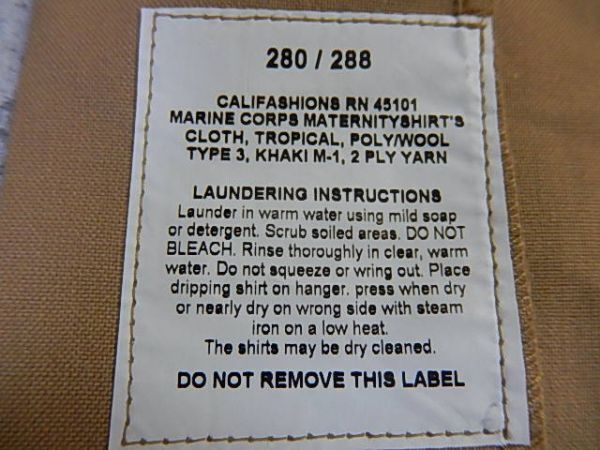 280 / 288
CALIFASHIONS RN 45101
MARINE CORPS MATERNITYSHIRT'S
CLOTH, TROPICAL, POLY/WOOL
TYPE 3, KHAKI M-1, 2 PLY YARN
LAUNDERING INSTRUCTIONS
Launder in warm water using mild soap
or detergent. Scrub soiled areas. DO NOT
BLEACH. Rinse thoroughly in clear, warm
water. Do not squeeze or wring out. Place
dripping shirt on hanger. press when dry
or nearly dry on wrong side with steam
iron on a low heat.
The shirts may be dry cleaned.
DO NOT REMOVE THIS LABEL